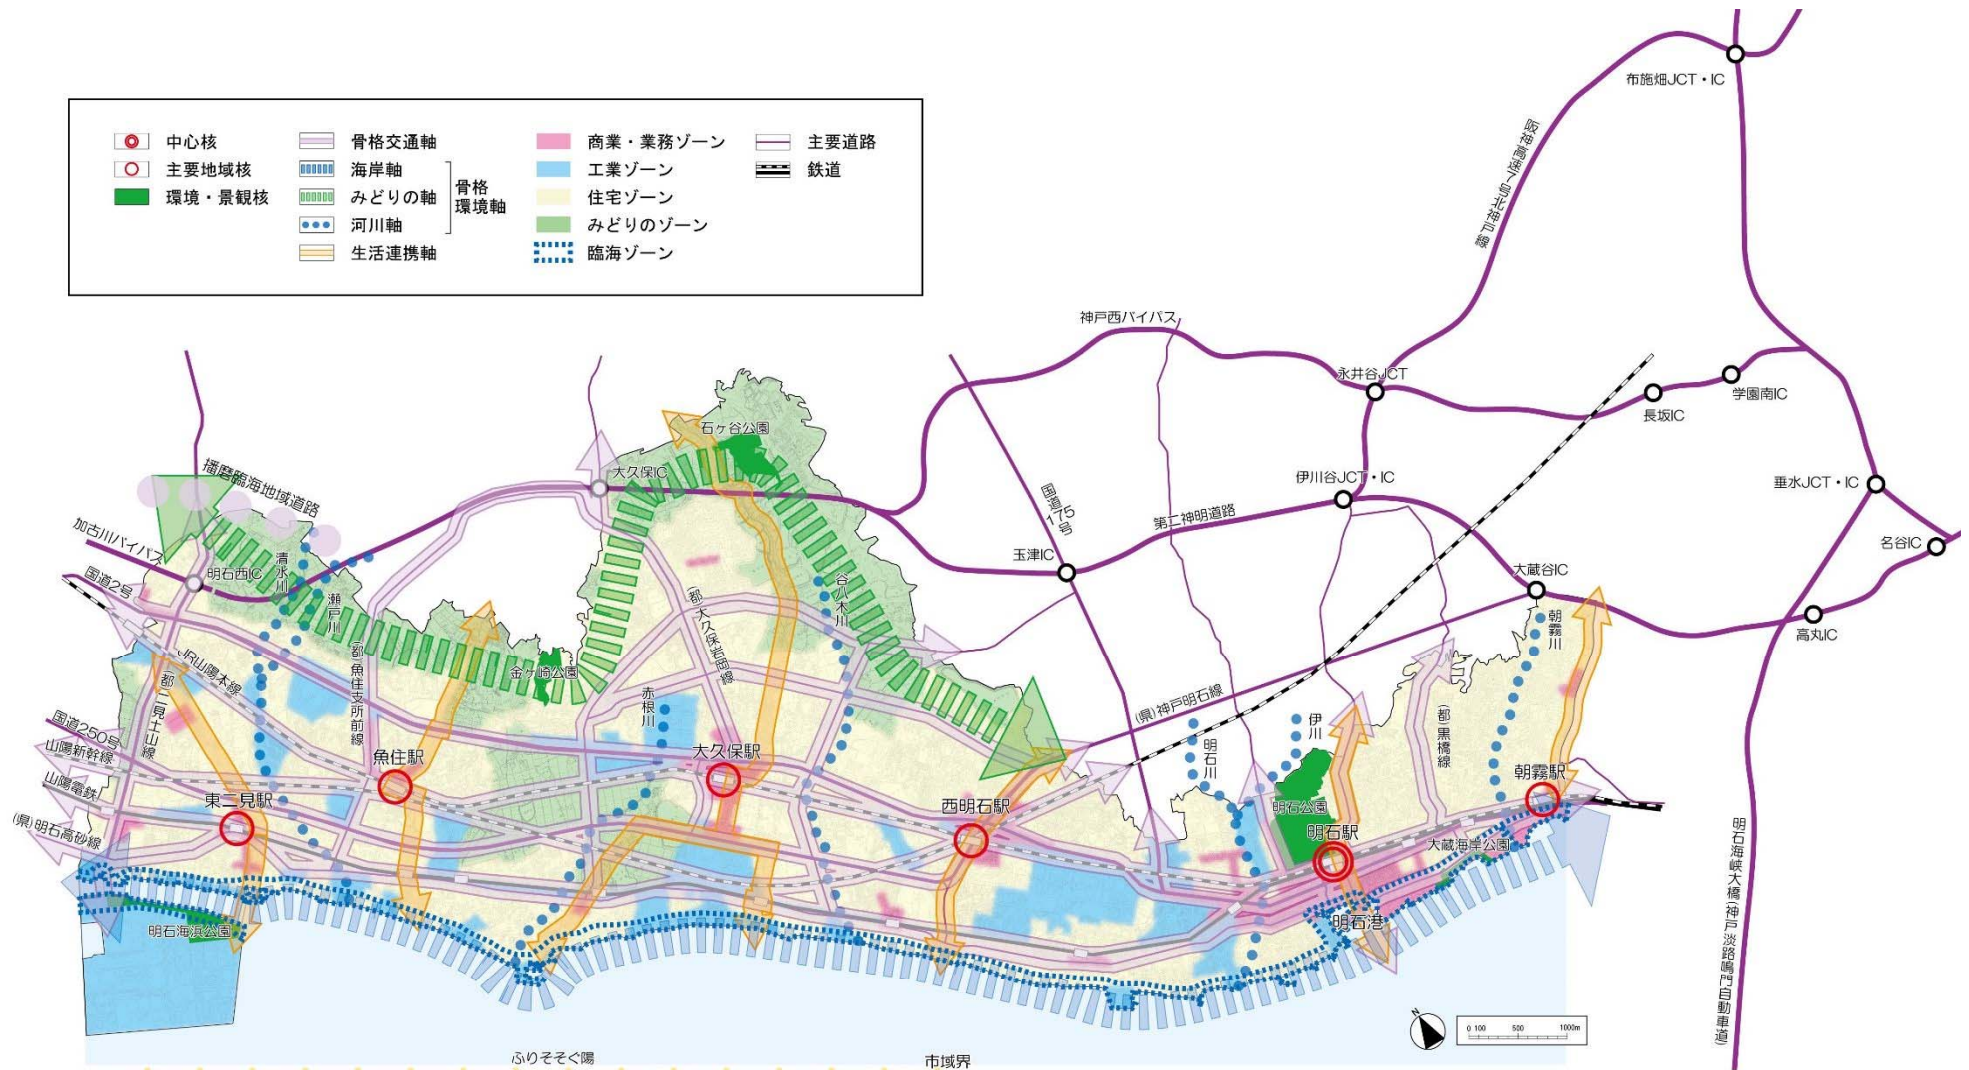 布施畑JCT・IC
阪神高速7号北神戸線
中心核
主要地域核
環境・景観核
骨格交通軸
海岸軸
みどりの軸
河川軸
骨格
環境軸
生活連携軸
商業・業務ゾーン
工業ゾーン
住宅ゾーン
みどりのゾーン
臨海ゾーン
主要道路
鉄道
神戸西バイパス
永井谷JCT
長坂IC
学園南IC
石ヶ谷公園
大久保IC
播磨臨海地域道路
加古川バイパス
国道2号
明石西IC
清水川
瀬戸川
国道175号
玉津IC
第二神明道路
伊川谷JCT・IC
垂水JCT・IC
名谷IC
大蔵谷IC
高丸IC
朝霧川
谷八木川
(都)大久保岩岡線
金ヶ崎公園
(都)魚住支所前線
JR山陽本線
(都)二見土山線
国道250号
山陽新幹線
山陽電鉄
(県)明石高砂線
東二見駅
魚住駅
赤根川
大久保駅
西明石駅
(県)神戸明石線
明石川
伊川
(都)黒橋線
明石公園
明石駅
朝霧駅
大蔵海岸公園
明石港
明石海浜公園
明石海峡大橋(神戸淡路鳴門自動車道)
N
0 100 500 1000m
ふりそそぐ陽
市域界